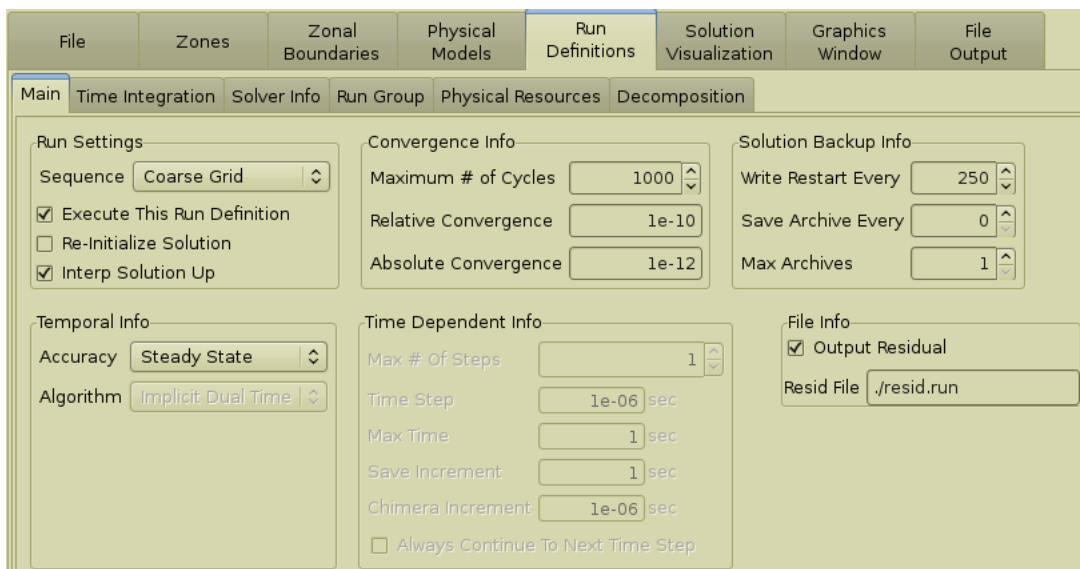 File
Zones
Zonal
Boundaries
Physical
Models
Run
Definitions
Solution
Visualization
Graphics
Window
File
Output
Main Time Integration Solver Info Run Group Physical Resources Decomposition
Run Settings
Sequence Coarse Grid
Execute This Run Definition
Re-Initialize Solution
Interp Solution Up
Convergence Info
Maximum # of Cycles 1000
Relative Convergence 1e-10
Absolute Convergence 1e-12
Solution Backup Info
Write Restart Every 250
Save Archive Every 0
Max Archives 1
Temporal Info
Accuracy Steady State
Algorithm Implicit Dual Time
Time Dependent Info
Max # Of Steps 1
Time Step 1e-06 sec
Max Time 1 sec
Save Increment 1 sec
Chimera Increment 1e-06 sec
Always Continue To Next Time Step
File Info
Output Residual
Resid File ./resid.run